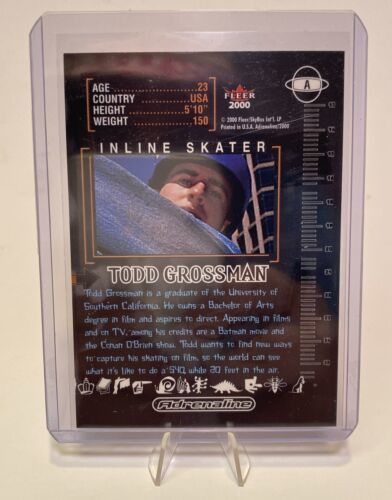 AGE ..................23
COUNTRY ..........USA
HEIGHT .............5'10"
WEIGHT ..............150
FLEER
2000
© 2000 Fleer/SkyBox Int'l. LP
Printed in U.S.A. Adrenaline/2000
A
INLINE SKATER
TODD GROSSMAN
Todd Grossman is a graduate of the University of
Southern California. He owns a Bachelor of Arts
degree in film and aspires to direct. Appearing in films
and on TV, among his credits are a Batman movie and
the Conan O'Brien show. Todd wants to find new ways
to capture his skating on film, so the world can see
what it's like to do a 540, while 20 feet in the air.
Adrenaline